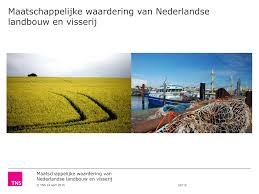 Maatschappelijke waardering van Nederlandse
landbouw en visserij
Maatschappelijke waardering van
Nederlandse landbouw en visserij
TNS